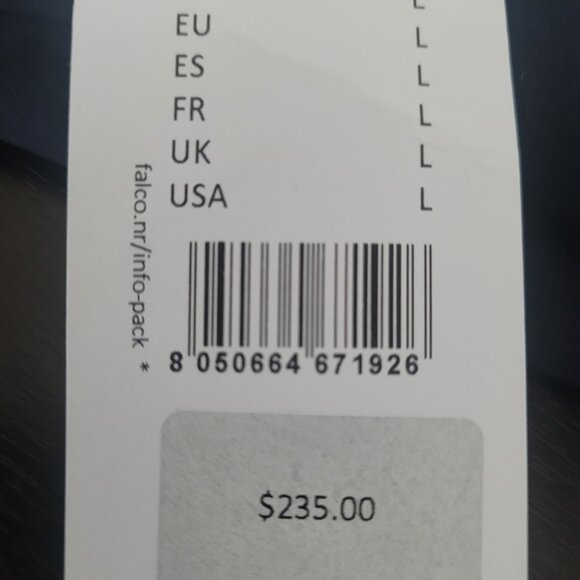 L
EU L
ES L
FR L
UK L
USA L
falco.nr/info-pack *
8 050664 671926
$235.00